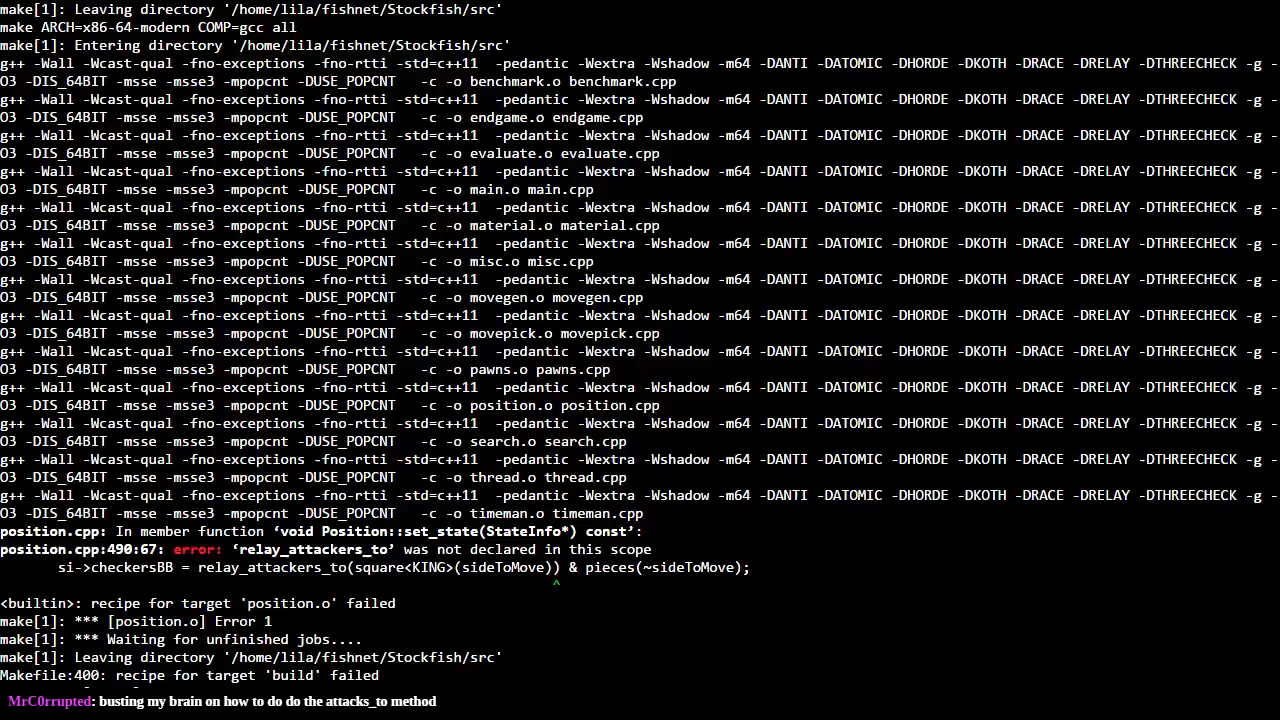 make[1]: Leaving directory '/home/lila/fishnet/Stockfish/src'
make ARCH=x86-64-modern COMP=gcc all
make[1]: Entering directory '/home/lila/fishnet/Stockfish/src'
g++ -Wall -Wcast-qual -fno-exceptions -fno-rtti -std=c++11  -pedantic -Wextra -Wshadow -m64 -DANTI -DATOMIC -DHORDE -DKOTH -DRACE -DRELAY -DTHREECHECK -g -
O3 -DIS_64BIT -msse -msse3 -mpopcnt -DUSE_POPCNT   -c -o benchmark.o benchmark.cpp
g++ -Wall -Wcast-qual -fno-exceptions -fno-rtti -std=c++11  -pedantic -Wextra -Wshadow -m64 -DANTI -DATOMIC -DHORDE -DKOTH -DRACE -DRELAY -DTHREECHECK -g -
O3 -DIS_64BIT -msse -msse3 -mpopcnt -DUSE_POPCNT   -c -o endgame.o endgame.cpp
g++ -Wall -Wcast-qual -fno-exceptions -fno-rtti -std=c++11  -pedantic -Wextra -Wshadow -m64 -DANTI -DATOMIC -DHORDE -DKOTH -DRACE -DRELAY -DTHREECHECK -g -
O3 -DIS_64BIT -msse -msse3 -mpopcnt -DUSE_POPCNT   -c -o evaluate.o evaluate.cpp
g++ -Wall -Wcast-qual -fno-exceptions -fno-rtti -std=c++11  -pedantic -Wextra -Wshadow -m64 -DANTI -DATOMIC -DHORDE -DKOTH -DRACE -DRELAY -DTHREECHECK -g -
O3 -DIS_64BIT -msse -msse3 -mpopcnt -DUSE_POPCNT   -c -o main.o main.cpp
g++ -Wall -Wcast-qual -fno-exceptions -fno-rtti -std=c++11  -pedantic -Wextra -Wshadow -m64 -DANTI -DATOMIC -DHORDE -DKOTH -DRACE -DRELAY -DTHREECHECK -g -
O3 -DIS_64BIT -msse -msse3 -mpopcnt -DUSE_POPCNT   -c -o material.o material.cpp
g++ -Wall -Wcast-qual -fno-exceptions -fno-rtti -std=c++11  -pedantic -Wextra -Wshadow -m64 -DANTI -DATOMIC -DHORDE -DKOTH -DRACE -DRELAY -DTHREECHECK -g -
O3 -DIS_64BIT -msse -msse3 -mpopcnt -DUSE_POPCNT   -c -o misc.o misc.cpp
g++ -Wall -Wcast-qual -fno-exceptions -fno-rtti -std=c++11  -pedantic -Wextra -Wshadow -m64 -DANTI -DATOMIC -DHORDE -DKOTH -DRACE -DRELAY -DTHREECHECK -g -
O3 -DIS_64BIT -msse -msse3 -mpopcnt -DUSE_POPCNT   -c -o movegen.o movegen.cpp
g++ -Wall -Wcast-qual -fno-exceptions -fno-rtti -std=c++11  -pedantic -Wextra -Wshadow -m64 -DANTI -DATOMIC -DHORDE -DKOTH -DRACE -DRELAY -DTHREECHECK -g -
O3 -DIS_64BIT -msse -msse3 -mpopcnt -DUSE_POPCNT   -c -o movepick.o movepick.cpp
g++ -Wall -Wcast-qual -fno-exceptions -fno-rtti -std=c++11  -pedantic -Wextra -Wshadow -m64 -DANTI -DATOMIC -DHORDE -DKOTH -DRACE -DRELAY -DTHREECHECK -g -
O3 -DIS_64BIT -msse -msse3 -mpopcnt -DUSE_POPCNT   -c -o pawns.o pawns.cpp
g++ -Wall -Wcast-qual -fno-exceptions -fno-rtti -std=c++11  -pedantic -Wextra -Wshadow -m64 -DANTI -DATOMIC -DHORDE -DKOTH -DRACE -DRELAY -DTHREECHECK -g -
O3 -DIS_64BIT -msse -msse3 -mpopcnt -DUSE_POPCNT   -c -o position.o position.cpp
g++ -Wall -Wcast-qual -fno-exceptions -fno-rtti -std=c++11  -pedantic -Wextra -Wshadow -m64 -DANTI -DATOMIC -DHORDE -DKOTH -DRACE -DRELAY -DTHREECHECK -g -
O3 -DIS_64BIT -msse -msse3 -mpopcnt -DUSE_POPCNT   -c -o search.o search.cpp
g++ -Wall -Wcast-qual -fno-exceptions -fno-rtti -std=c++11  -pedantic -Wextra -Wshadow -m64 -DANTI -DATOMIC -DHORDE -DKOTH -DRACE -DRELAY -DTHREECHECK -g -
O3 -DIS_64BIT -msse -msse3 -mpopcnt -DUSE_POPCNT   -c -o thread.o thread.cpp
g++ -Wall -Wcast-qual -fno-exceptions -fno-rtti -std=c++11  -pedantic -Wextra -Wshadow -m64 -DANTI -DATOMIC -DHORDE -DKOTH -DRACE -DRELAY -DTHREECHECK -g -
O3 -DIS_64BIT -msse -msse3 -mpopcnt -DUSE_POPCNT   -c -o timeman.o timeman.cpp
position.cpp: In member function ‘void Position::set_state(StateInfo*) const’:
position.cpp:490:67: error: ‘relay_attackers_to’ was not declared in this scope
       si->checkersBB = relay_attackers_to(square<KING>(sideToMove)) & pieces(~sideToMove);
                                                                   ^
<builtin>: recipe for target 'position.o' failed
make[1]: *** [position.o] Error 1
make[1]: *** Waiting for unfinished jobs....
make[1]: Leaving directory '/home/lila/fishnet/Stockfish/src'
Makefile:400: recipe for target 'build' failed
MrC0rrupted: busting my brain on how to do do the attacks_to method